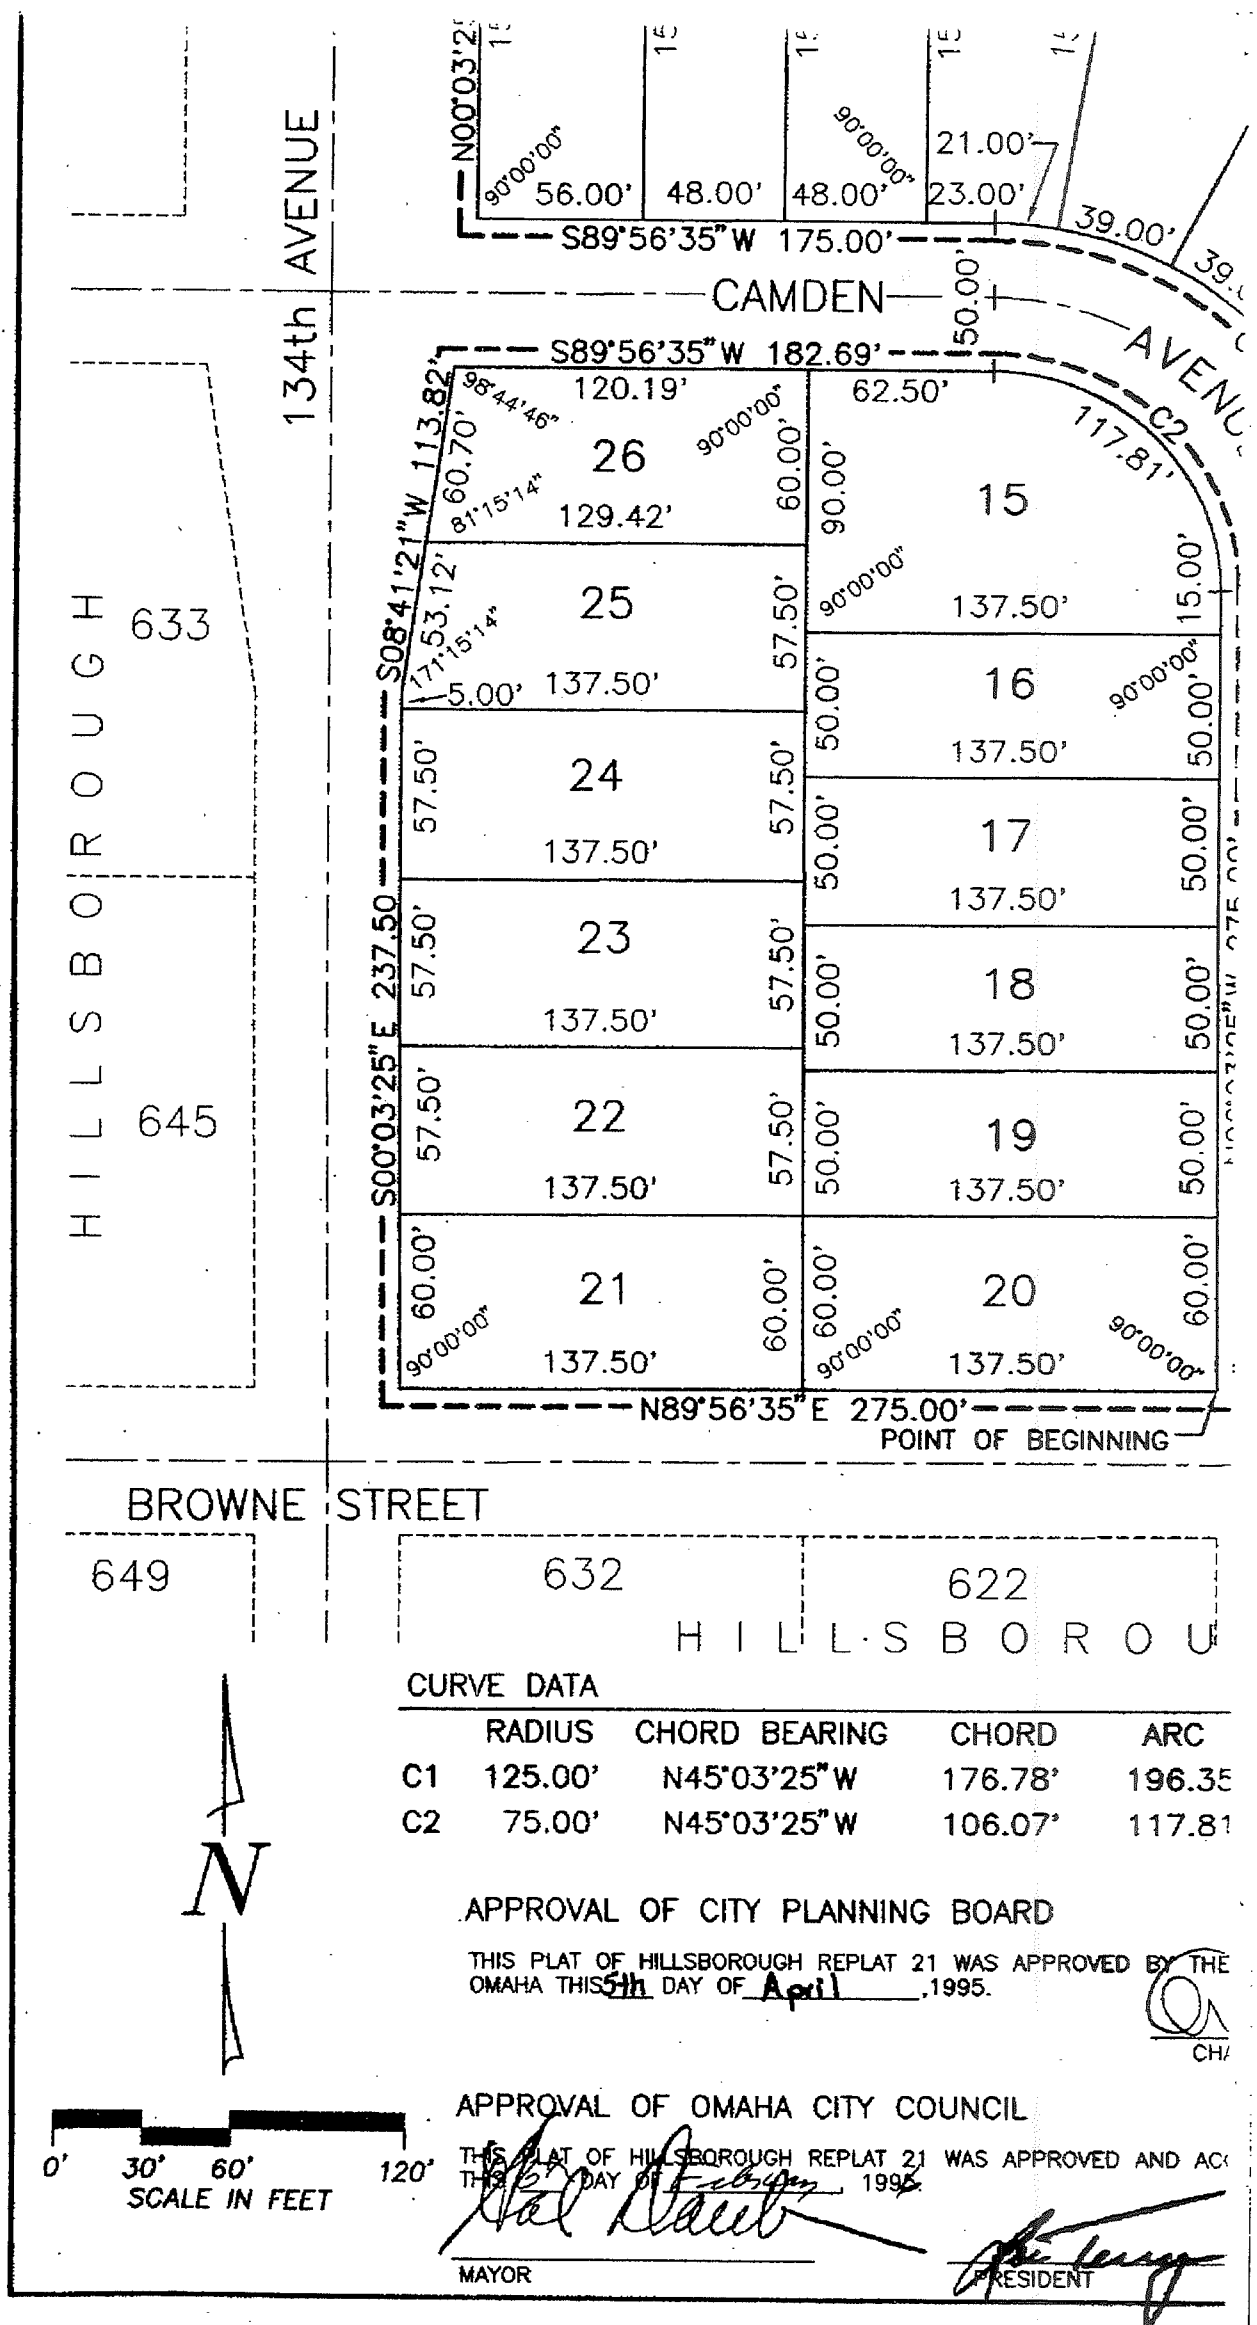 N00°03'2
134th AVENUE
90°00'00"
90°00'00"
21.00'
56.00'
48.00'
48.00'
23.00'
39.00'
39.
S89°56'35"W 175.00'
50.00'
CAMDEN
AVENU
S89°56'35"W 182.69'
120.19'
62.50'
C2
117.81'
98°44'46"
90°00'00"
S08°41'21"W 113.82'
60.70'
26
60.00'
90.00'
15
81°15'14"
129.42'
53.12'
25
57.50'
90°00'00"
137.50'
15.00'
171°15'14"
5.00'
137.50'
HILLSBOROUGH
633
16
50.00'
90°00'00"
50.00'
137.50'
57.50'
24
57.50'
137.50'
50.00'
17
50.00'
137.50'
S00°03'25"E 237.50
57.50'
23
57.50'
137.50'
50.00'
18
50.00'
137.50'
645
57.50'
22
57.50'
137.50'
50.00'
19
50.00'
137.50'
60.00'
21
60.00'
90°00'00"
137.50'
60.00'
20
60.00'
90°00'00"
137.50'
90°00'00"
N89°56'35"E 275.00'
POINT OF BEGINNING
BROWNE STREET
649
632
622
HILLSBOROU
CURVE DATA
RADIUS CHORD BEARING CHORD ARC
C1 125.00' N45°03'25"W 176.78' 196.35
C2 75.00' N45°03'25"W 106.07' 117.81
N
APPROVAL OF CITY PLANNING BOARD
THIS PLAT OF HILLSBOROUGH REPLAT 21 WAS APPROVED BY THE
OMAHA THIS 5th DAY OF April ,1995.
CHA
APPROVAL OF OMAHA CITY COUNCIL
THIS PLAT OF HILLSBOROUGH REPLAT 21 WAS APPROVED AND AC
THIS DAY OF 199
0' 30' 60' 120'
SCALE IN FEET
MAYOR
PRESIDENT